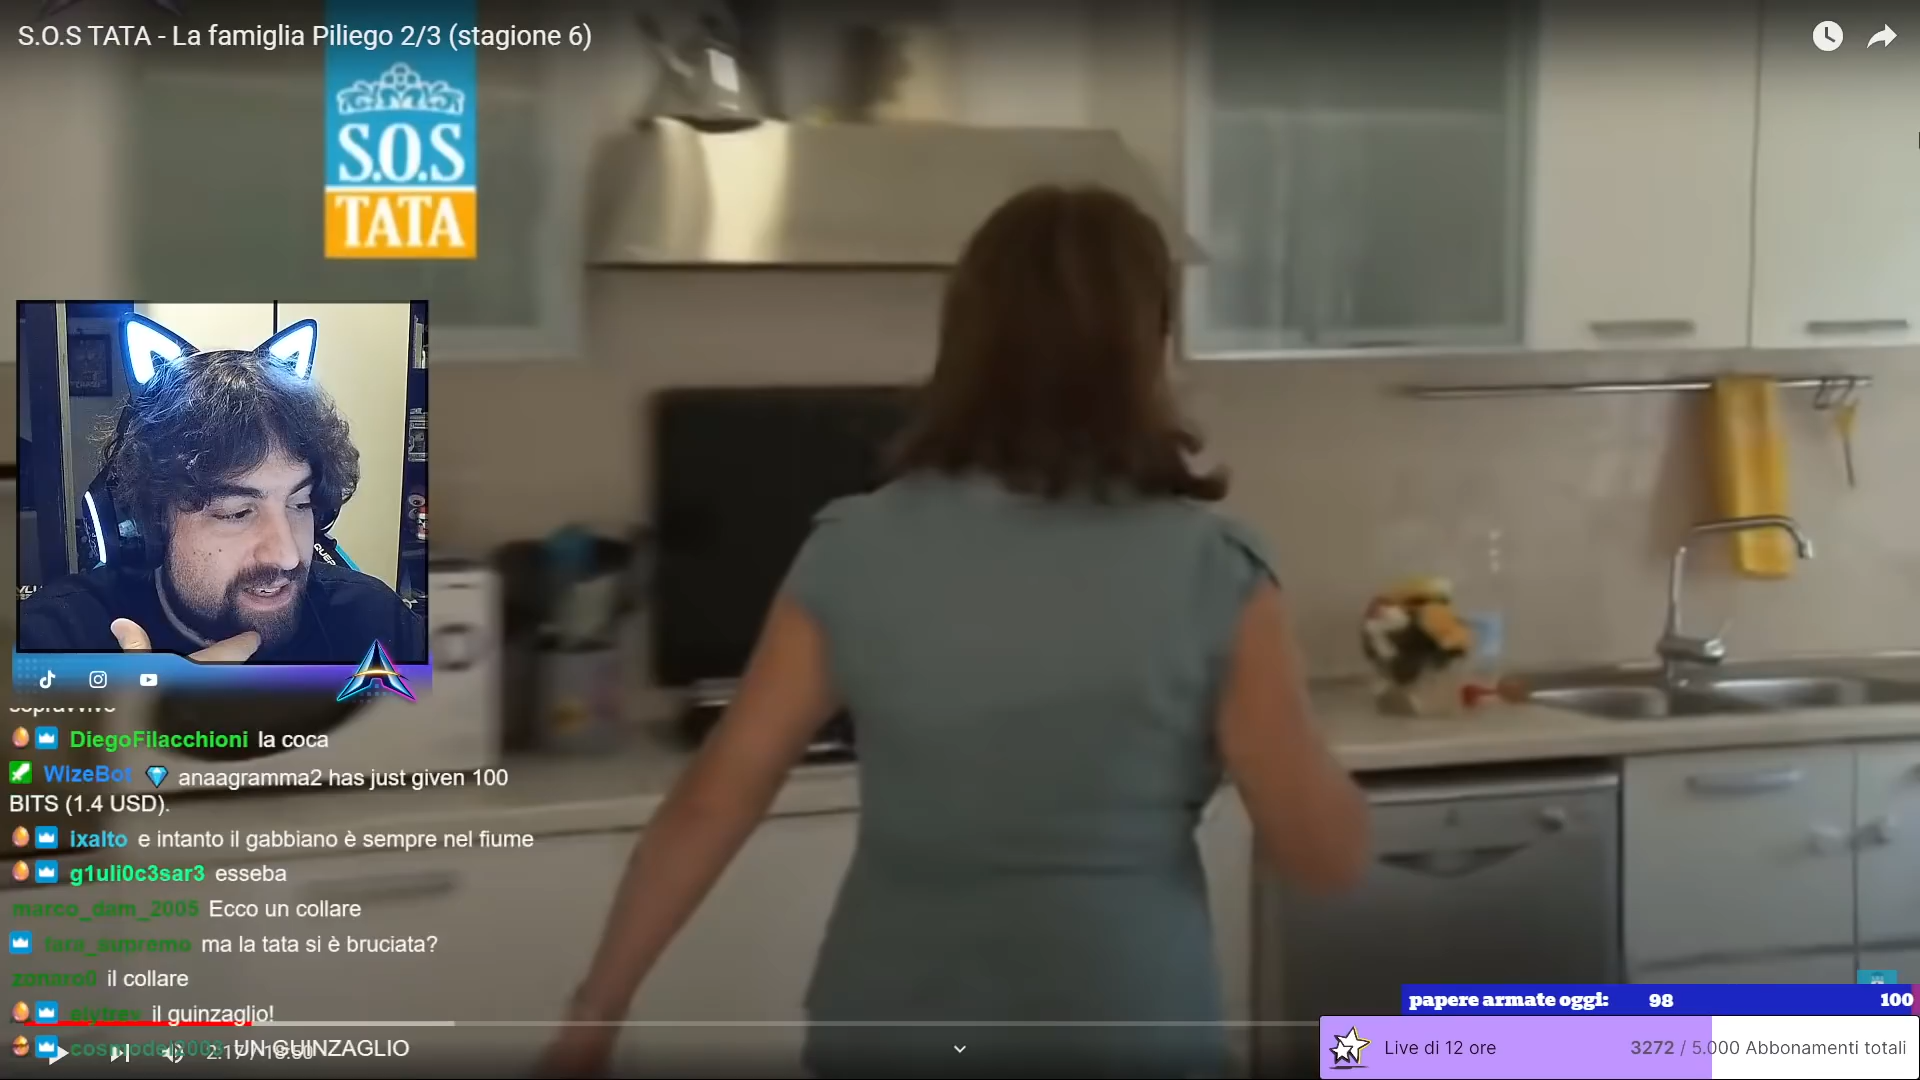 S.O.S TATA - La famiglia Piliego 2/3 (stagione 6)
S.O.S
TATA
DiegoFilacchioni la coca
WizeBot anaagramma2 has just given 100
BITS (1.4 USD).
ixalto e intanto il gabbiano è sempre nel fiume
g1uli0c3sar3 esseba
marco_dam_2005 Ecco un collare
fara_supremo ma la tata si è bruciata?
zonaro0 il collare
elytrev il guinzaglio!
UN GUINZAGLIO
papere armate oggi: 98 100
Live di 12 ore 3272 / 5.000 Abbonamenti totali